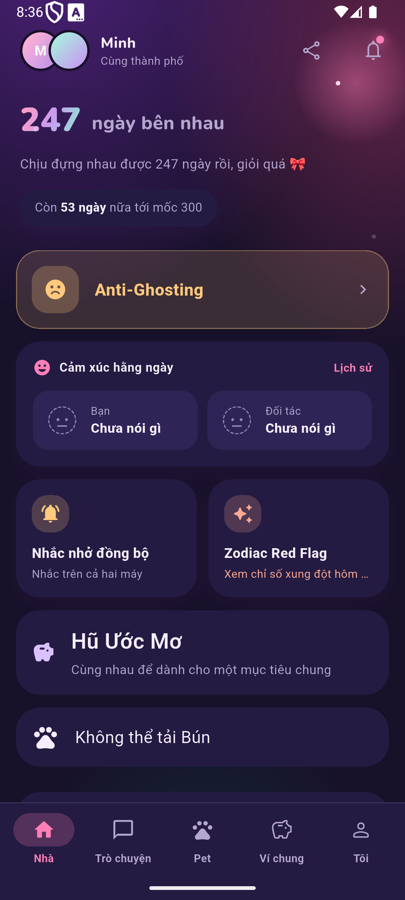 8:36
A
M
Minh
Cùng thành phố
247 ngày bên nhau
Chịu đựng nhau được 247 ngày rồi, giỏi quá 🎀
Còn 53 ngày nữa tới mốc 300
Anti-Ghosting
Cảm xúc hằng ngày
Lịch sử
Bạn
Chưa nói gì
Đối tác
Chưa nói gì
Nhắc nhở đồng bộ
Nhắc trên cả hai máy
Zodiac Red Flag
Xem chỉ số xung đột hôm ...
Hũ Ước Mơ
Cùng nhau để dành cho một mục tiêu chung
Không thể tải Bún
Nhà
Trò chuyện
Pet
Ví chung
Tôi